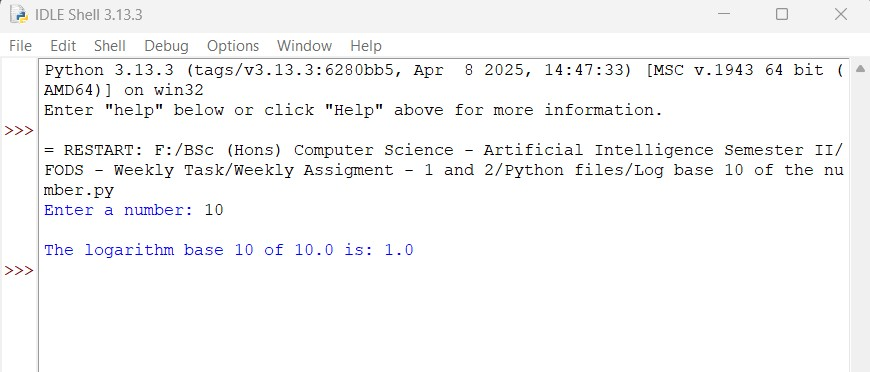 IDLE Shell 3.13.3
File Edit Shell Debug Options Window Help
Python 3.13.3 (tags/v3.13.3:6280bb5, Apr  8 2025, 14:47:33) [MSC v.1943 64 bit (
AMD64)] on win32
Enter "help" below or click "Help" above for more information.
>>>
= RESTART: F:/BSc (Hons) Computer Science - Artificial Intelligence Semester II/
FODS - Weekly Task/Weekly Assigment - 1 and 2/Python files/Log base 10 of the nu
mber.py
Enter a number: 10
The logarithm base 10 of 10.0 is: 1.0
>>>